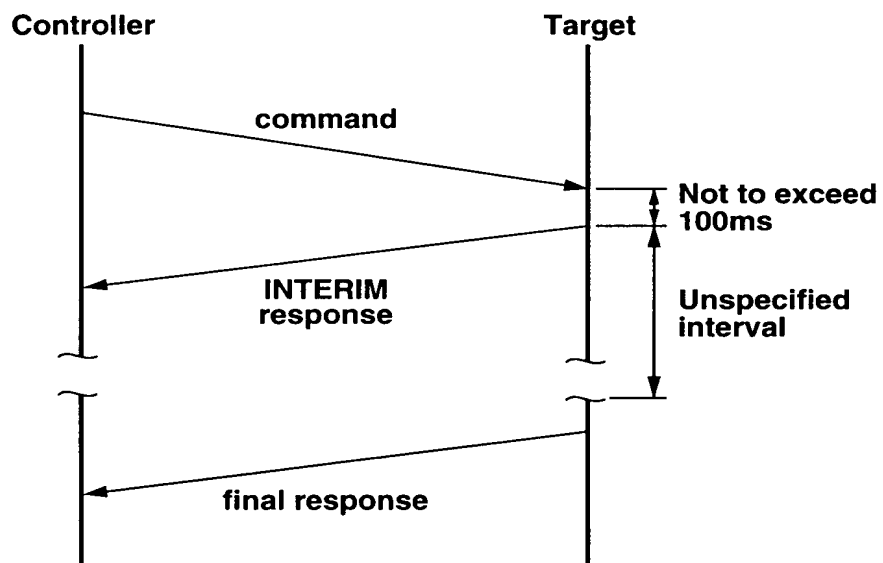 Controller
Target
command
Not to exceed
100ms
INTERIM
response
Unspecified
interval
final response